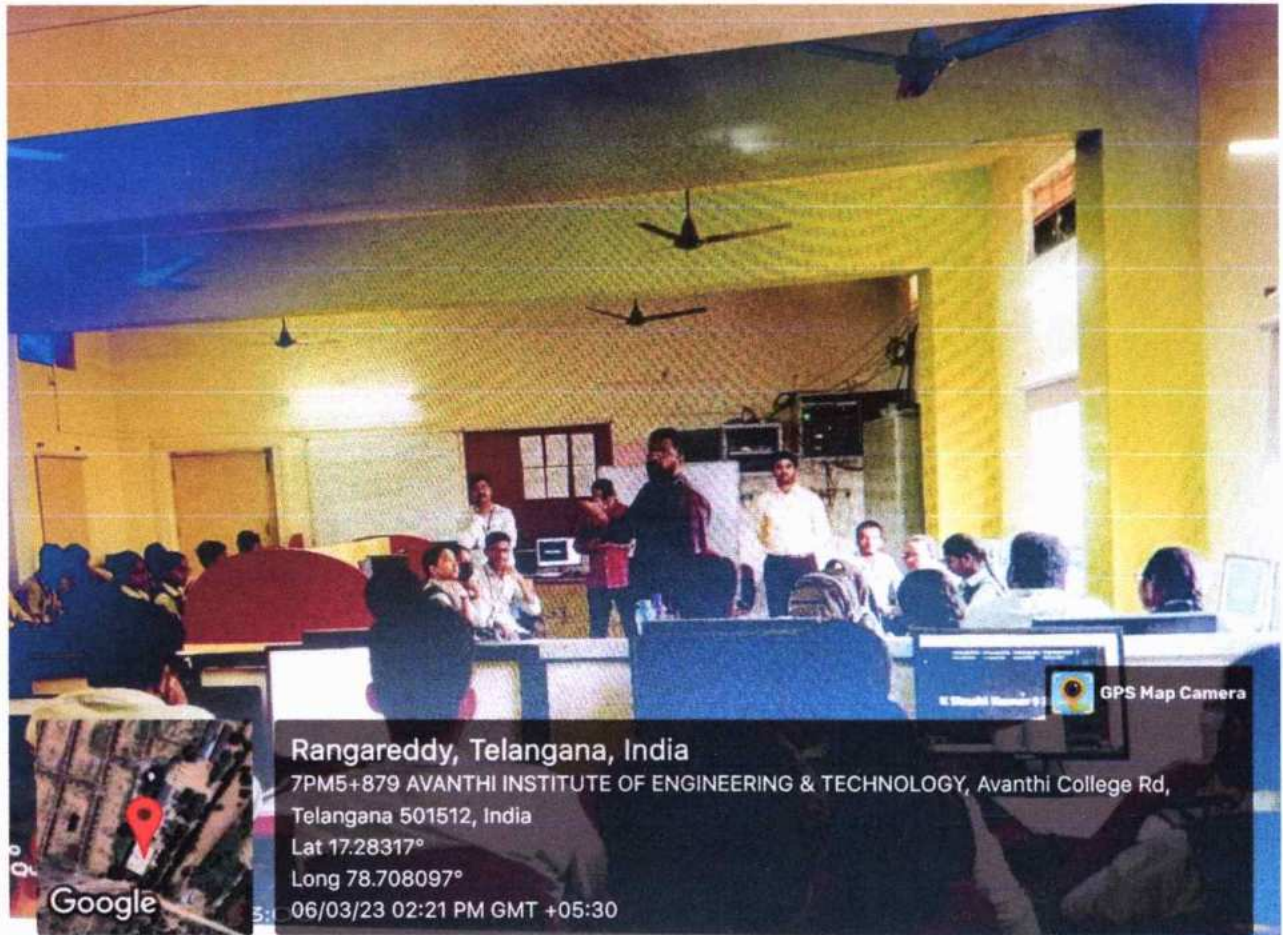 GPS Map Camera
Rangareddy, Telangana, India
7PM5+879 AVANTHI INSTITUTE OF ENGINEERING & TECHNOLOGY, Avanthi College Rd,
Telangana 501512, India
Lat 17.28317°
Long 78.708097°
06/03/23 02:21 PM GMT +05:30
Google